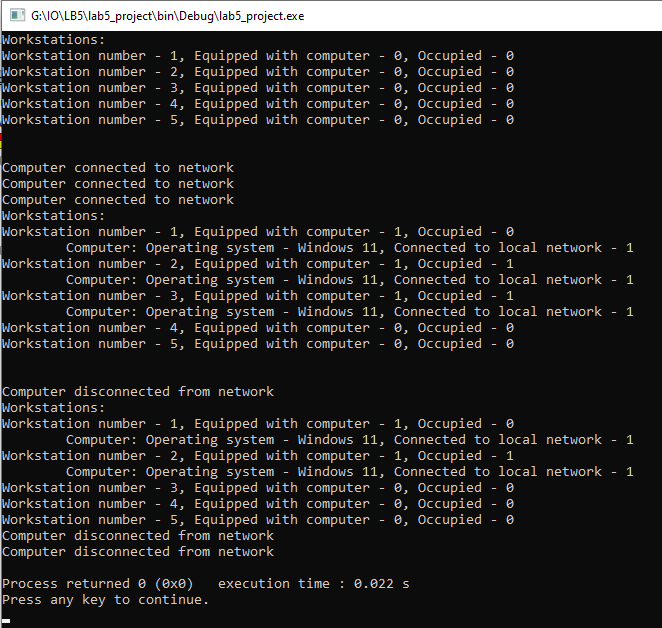 G:\IO\LB5\lab5_project\bin\Debug\lab5_project.exe
Workstations:
Workstation number - 1, Equipped with computer - 0, Occupied - 0
Workstation number - 2, Equipped with computer - 0, Occupied - 0
Workstation number - 3, Equipped with computer - 0, Occupied - 0
Workstation number - 4, Equipped with computer - 0, Occupied - 0
Workstation number - 5, Equipped with computer - 0, Occupied - 0
Computer connected to network
Computer connected to network
Computer connected to network
Workstations:
Workstation number - 1, Equipped with computer - 1, Occupied - 0
Computer: Operating system - Windows 11, Connected to local network - 1
Workstation number - 2, Equipped with computer - 1, Occupied - 1
Computer: Operating system - Windows 11, Connected to local network - 1
Workstation number - 3, Equipped with computer - 1, Occupied - 1
Computer: Operating system - Windows 11, Connected to local network - 1
Workstation number - 4, Equipped with computer - 0, Occupied - 0
Workstation number - 5, Equipped with computer - 0, Occupied - 0
Computer disconnected from network
Workstations:
Workstation number - 1, Equipped with computer - 1, Occupied - 0
Computer: Operating system - Windows 11, Connected to local network - 1
Workstation number - 2, Equipped with computer - 1, Occupied - 1
Computer: Operating system - Windows 11, Connected to local network - 1
Workstation number - 3, Equipped with computer - 0, Occupied - 0
Workstation number - 4, Equipped with computer - 0, Occupied - 0
Workstation number - 5, Equipped with computer - 0, Occupied - 0
Computer disconnected from network
Computer disconnected from network
Process returned 0 (0x0)   execution time : 0.022 s
Press any key to continue.